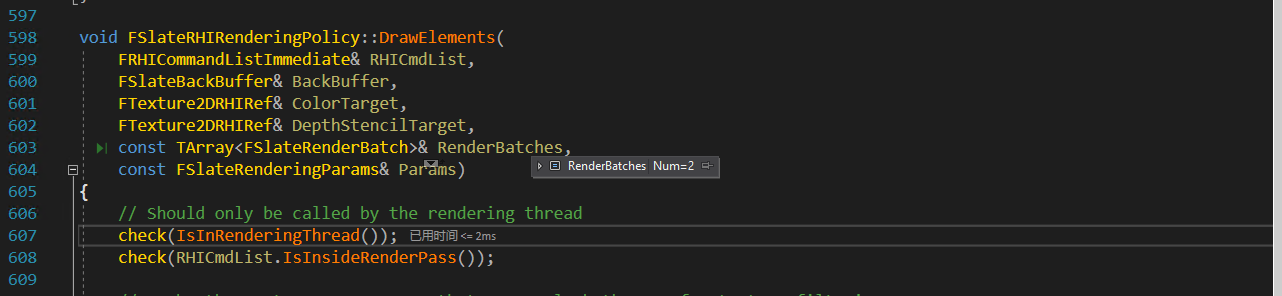 597
598 void FSlateRHIRenderingPolicy::DrawElements(
599 FRHICommandListImmediate& RHICmdList,
600 FSlateBackBuffer& BackBuffer,
601 FTexture2DRHIRef& ColorTarget,
602 FTexture2DRHIRef& DepthStencilTarget,
603 const TArray<FSlateRenderBatch>& RenderBatches,
604 const FSlateRenderingParams& Params) RenderBatches Num=2
605 {
606 // Should only be called by the rendering thread
607 check(IsInRenderingThread()); 已用时间 <= 2ms
608 check(RHICmdList.IsInsideRenderPass());
609